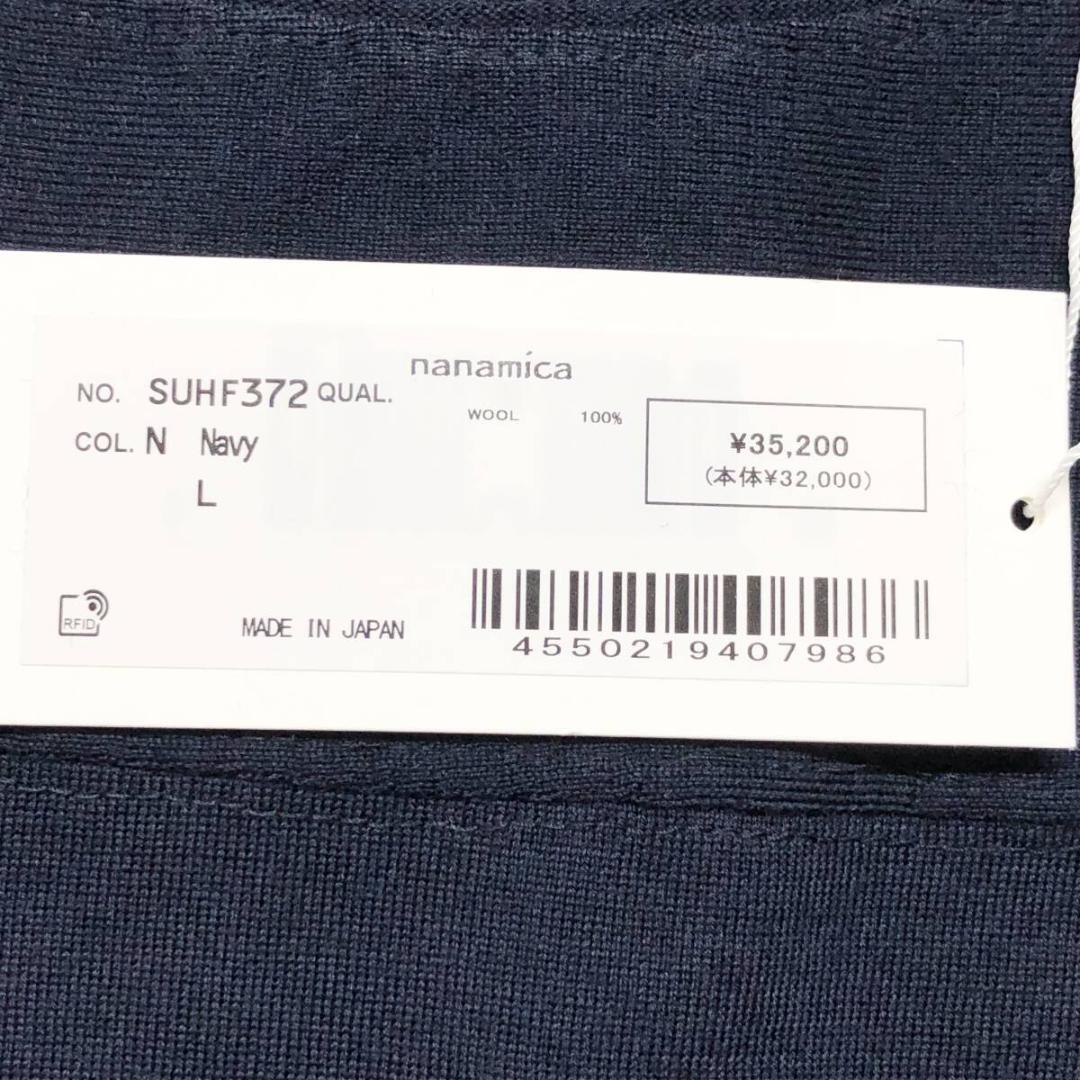 nanamica
NO. SUHF372 QUAL.
WOOL 100%
COL. N Navy
L
¥35,200
(本体¥32,000)
RFID
MADE IN JAPAN
4550219407986